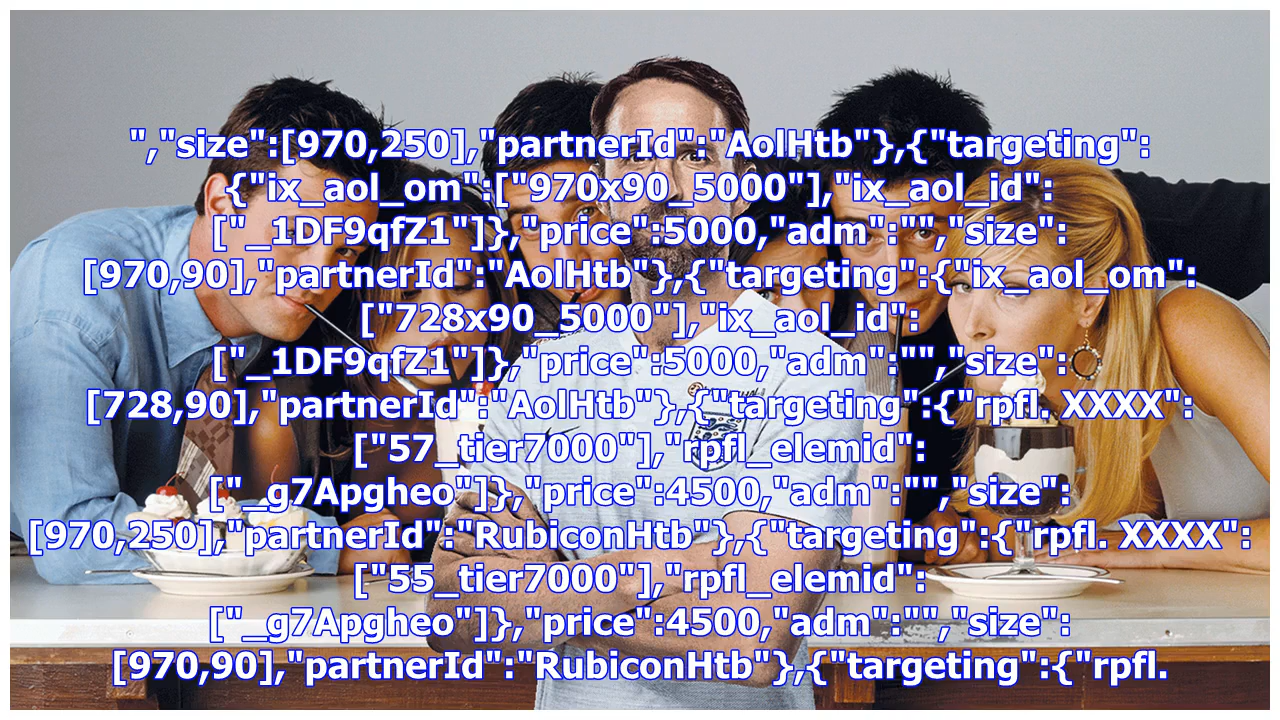 ","size":[970,250],"partnerId":"AolHtb"},{"targeting":
{"ix_aol_om":["970x90_5000"],"ix_aol_id":
["_1DF9qfZ1"]},"price":5000,"adm":"","size":
[970,90],"partnerId":"AolHtb"},{"targeting":{"ix_aol_om":
["728x90_5000"],"ix_aol_id":
["_1DF9qfZ1"]},"price":5000,"adm":"","size":
[728,90],"partnerId":"AolHtb"},{"targeting":{"rpfl. XXXX":
["57_tier7000"],"rpfl_elemid":
["_g7Apgheo"]},"price":4500,"adm":"","size":
[970,250],"partnerId":"RubiconHtb"},{"targeting":{"rpfl. XXXX":
["55_tier7000"],"rpfl_elemid":
["_g7Apgheo"]},"price":4500,"adm":"","size":
[970,90],"partnerId":"RubiconHtb"},{"targeting":{"rpfl.